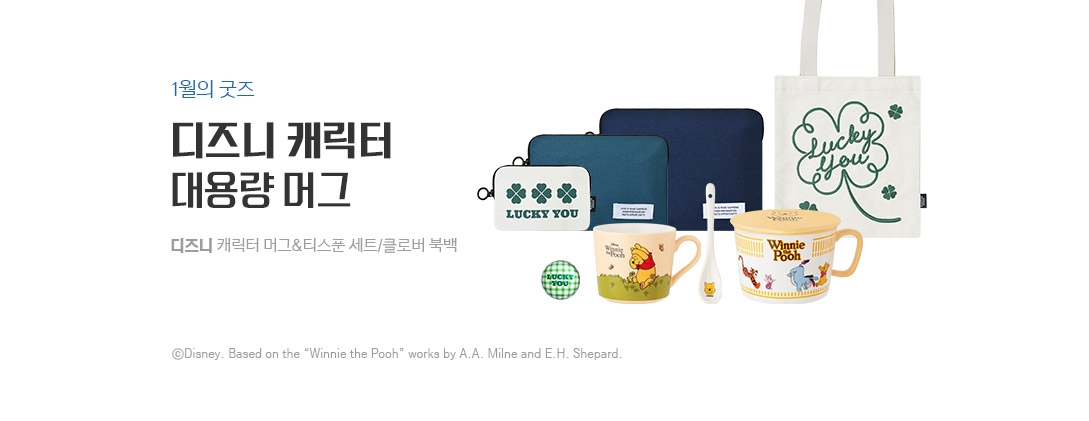 1월의 굿즈
디즈니 캐릭터
대용량 머그
디즈니 캐릭터 머그&티스푼 세트/클로버 북백
ⓒDisney. Based on the “Winnie the Pooh” works by A.A. Milne and E.H. Shepard.
LUCKY YOU
Lucky
you
LUCKY
YOU
Disney
Winnie
the Pooh
Winnie
the
Pooh